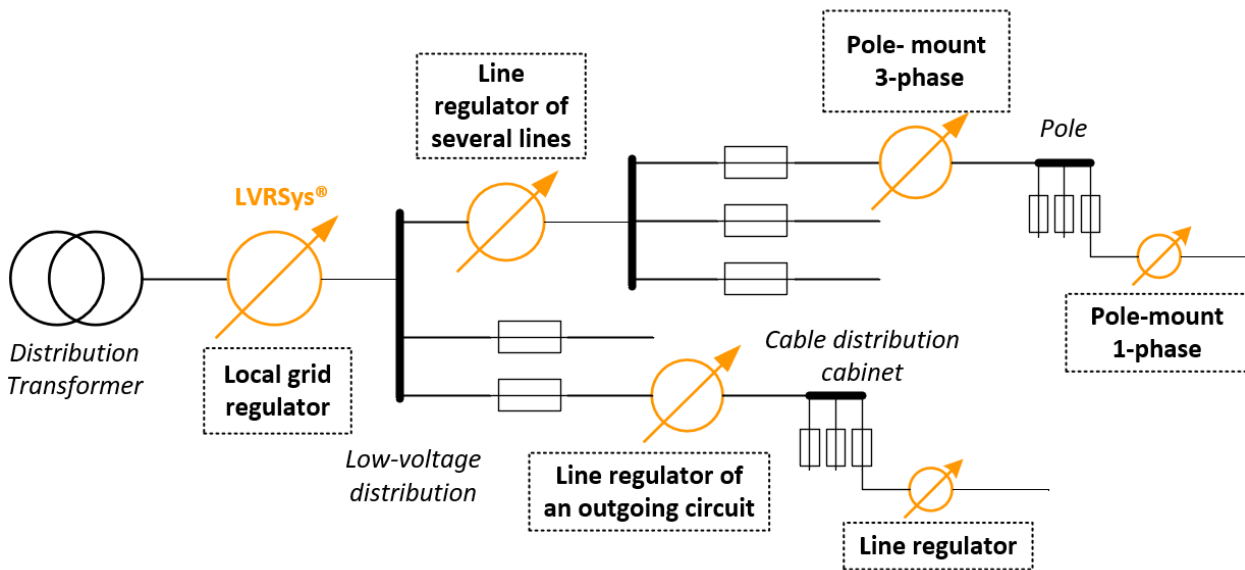 Pole- mount
3-phase
Line
regulator of
several lines
Pole
LVRSys®
Distribution
Transformer
Local grid
regulator
Pole-mount
1-phase
Cable distribution
cabinet
Low-voltage
distribution
Line regulator of
an outgoing circuit
Line regulator